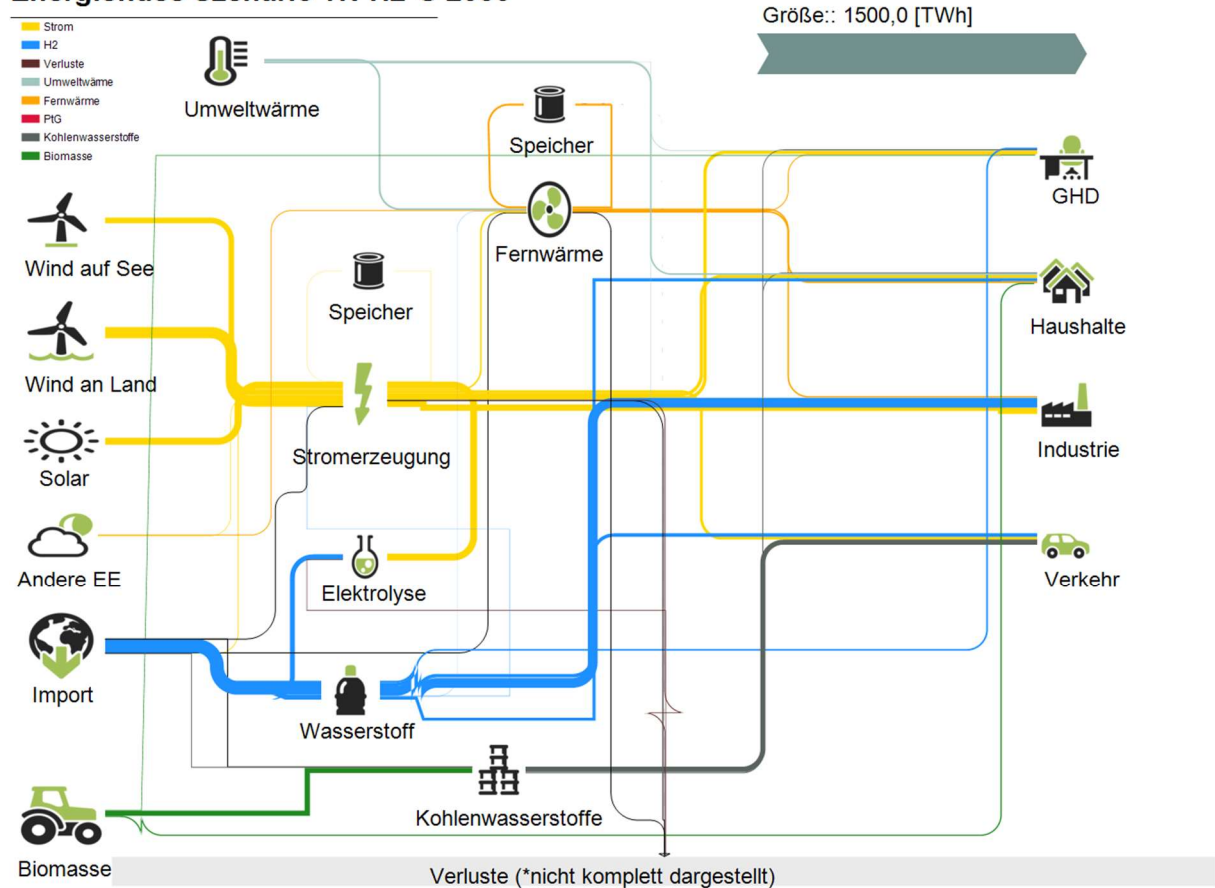 Größe:: 1500,0 [TWh]
Strom
H2
Verluste
Umweltwärme
Fernwärme
PtG
Kohlenwasserstoffe
Biomasse
Umweltwärme
Speicher
GHD
Wind auf See
Fernwärme
Speicher
Haushalte
Wind an Land
Stromerzeugung
Industrie
Solar
Andere EE
Elektrolyse
Verkehr
Import
Wasserstoff
Kohlenwasserstoffe
Biomasse
Verluste (*nicht komplett dargestellt)